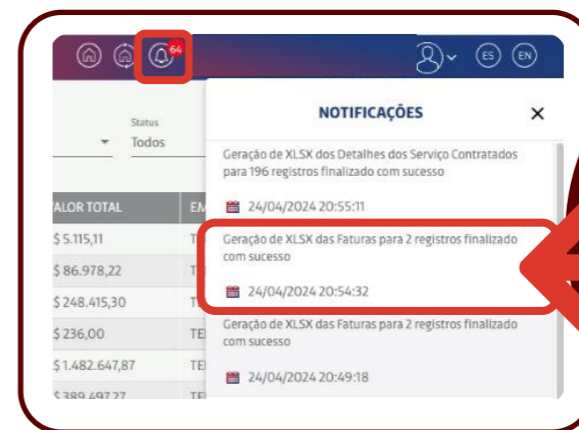 64
ES
EN
Status
Todos
NOTIFICAÇÕES
Geração de XLSX dos Detalhes dos Serviço Contratados
para 196 registros finalizado com sucesso
24/04/2024 20:55:11
Geração de XLSX das Faturas para 2 registros finalizado
com sucesso
24/04/2024 20:54:32
Geração de XLSX das Faturas para 2 registros finalizado
com sucesso
24/04/2024 20:49:18
VALOR TOTAL
$ 5.115,11
$ 86.978,22
$ 248.415,30
$ 236,00
$ 1.482.647,87
$ 389.497,27